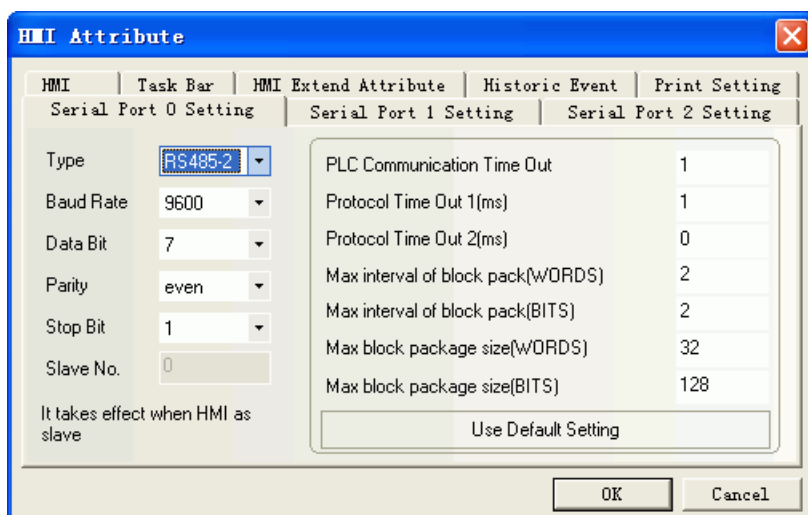 HMI Attribute
HMI Task Bar HMI Extend Attribute Historic Event Print Setting
Serial Port 0 Setting Serial Port 1 Setting Serial Port 2 Setting
Type RS485-2
Baud Rate 9600
Data Bit 7
Parity even
Stop Bit 1
Slave No. 0
It takes effect when HMI as
slave
PLC Communication Time Out 1
Protocol Time Out 1(ms) 1
Protocol Time Out 2(ms) 0
Max interval of block pack(WORDS) 2
Max interval of block pack(BITS) 2
Max block package size(WORDS) 32
Max block package size(BITS) 128
Use Default Setting
OK Cancel